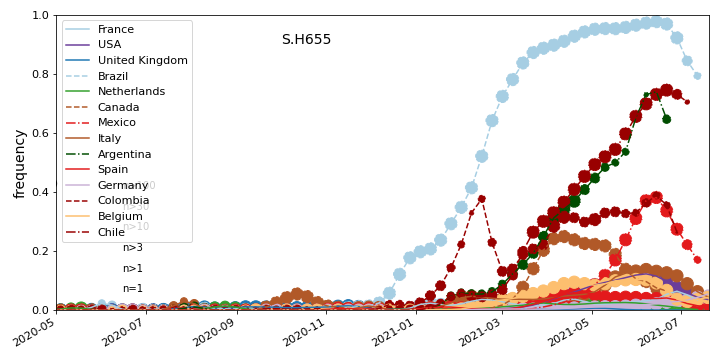 S.H655
frequency
1.0
0.8
0.6
0.4
0.2
0.0
France
USA
United Kingdom
Brazil
Netherlands
Canada
Mexico
Italy
Argentina
Spain
Germany
Colombia
Belgium
Chile
n>10
n>3
n>1
n=1
2020-05
2020-07
2020-09
2020-11
2021-01
2021-03
2021-05
2021-07